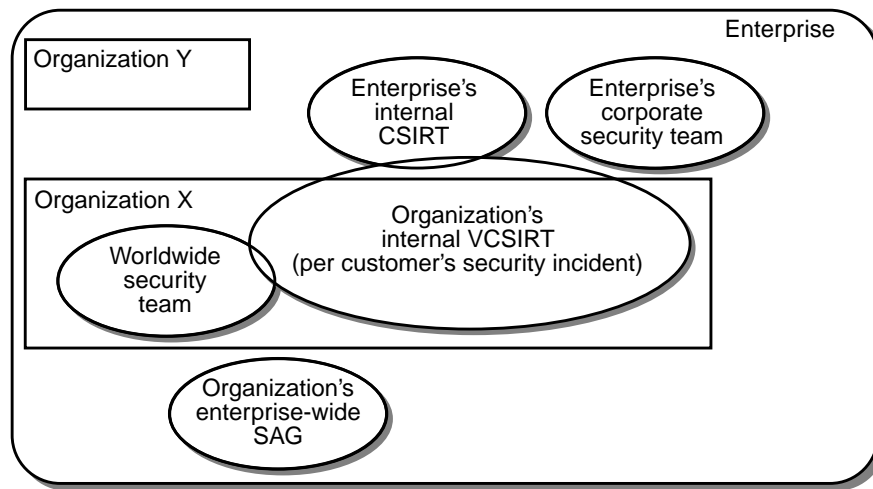 Enterprise
Organization Y
Enterprise’s
internal
CSIRT
Enterprise’s
corporate
security team
Organization X
Organization’s
internal VCSIRT
(per customer’s security incident)
Worldwide
security
team
Organization’s
enterprise-wide
SAG